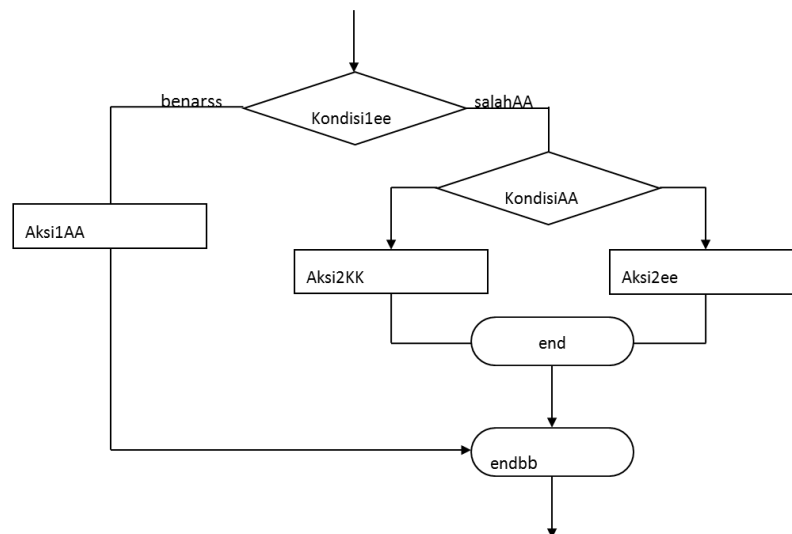 benarss
Kondisi1ee
salahAA
KondisiAA
Aksi1AA
Aksi2KK
Aksi2ee
end
endbb